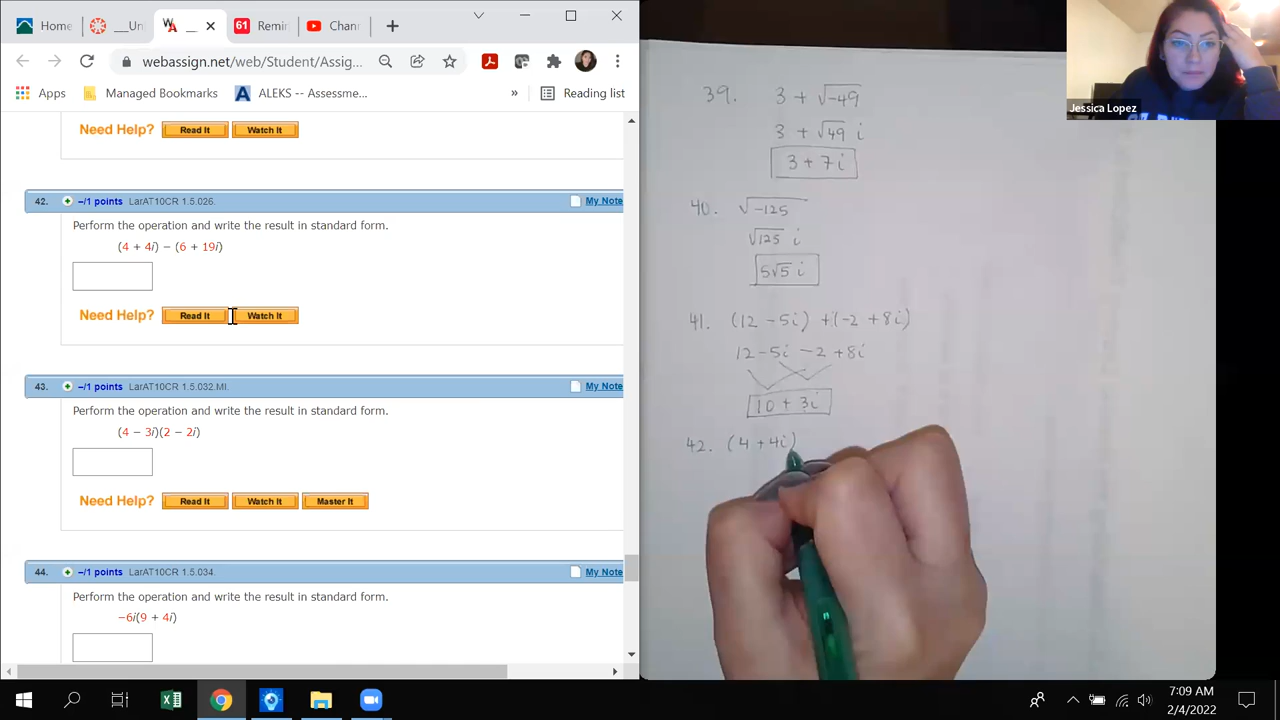 Home
__Un
__
Remin
Chann
webassign.net/web/Student/Assig...
Apps
Managed Bookmarks
ALEKS -- Assessme...
»
Reading list
Need Help? Read It Watch It
42. –/1 points LarAT10CR 1.5.026. My Note
Perform the operation and write the result in standard form.
(4 + 4i) − (6 + 19i)
Need Help? Read It Watch It
43. –/1 points LarAT10CR 1.5.032.MI. My Note
Perform the operation and write the result in standard form.
(4 − 3i)(2 − 2i)
Need Help? Read It Watch It Master It
44. –/1 points LarAT10CR 1.5.034. My Note
Perform the operation and write the result in standard form.
−6i(9 + 4i)
39. 3 + √-49
3 + √49 i
3 + 7i
40. √-125
√125 i
5√5 i
41. (12 - 5i) + (-2 + 8i)
12 - 5i - 2 + 8i
10 + 3i
42. (4 + 4i)
Jessica Lopez
7:09 AM
2/4/2022